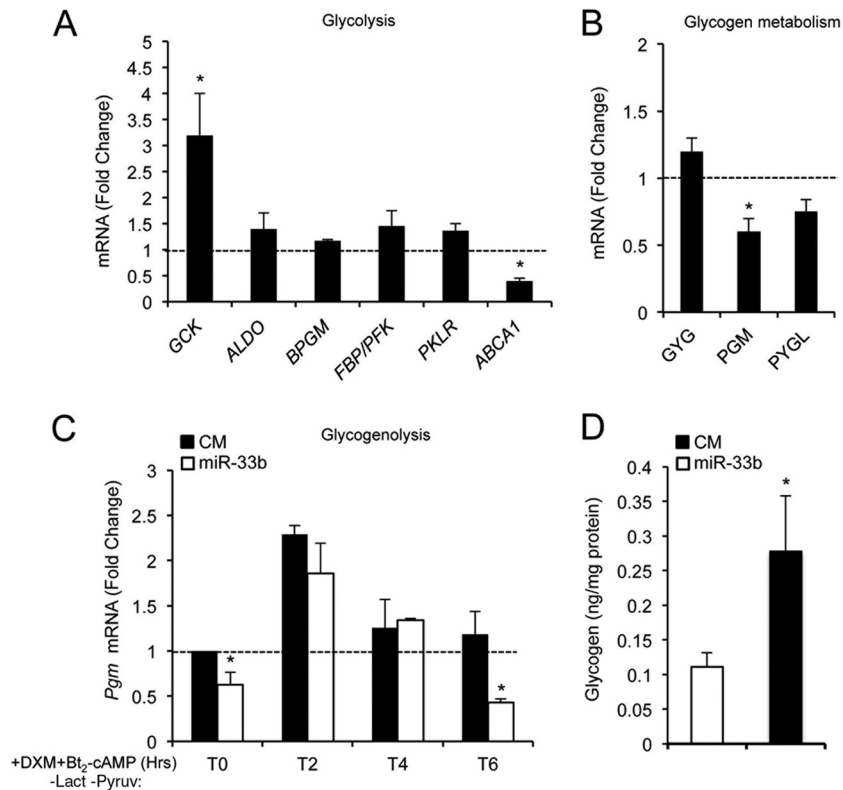 A
Glycolysis
mRNA (Fold Change)
5
4.5
4
3.5
3
2.5
2
1.5
1
0.5
0
*
*
GCK
ALDO
BPGM
FBP/PFK
PKLR
ABCA1
B
Glycogen metabolism
mRNA (Fold Change)
2
1.5
1
0.5
0
*
GYG
PGM
PYGL
C
Glycogenolysis
CM
miR-33b
Pgm mRNA (Fold Change)
3
2.5
2
1.5
1
0.5
0
*
*
+DXM+Bt2-cAMP (Hrs) T0 T2 T4 T6
-Lact -Pyruv:
D
CM
miR-33b
Glycogen (ng/mg protein)
0.4
0.35
0.3
0.25
0.2
0.15
0.1
0.05
0
*